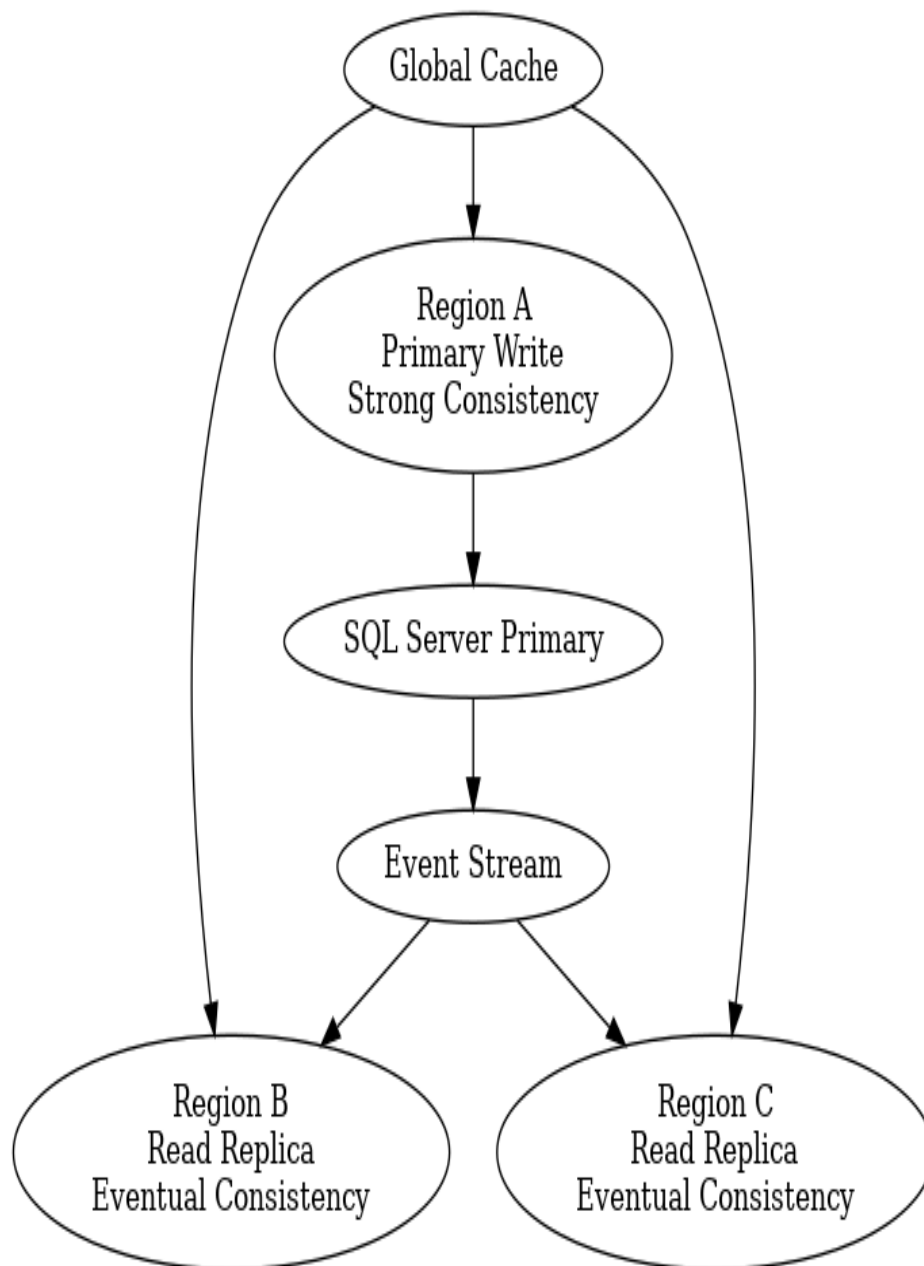 Global Cache
Region A
Primary Write
Strong Consistency
SQL Server Primary
Event Stream
Region B
Read Replica
Eventual Consistency
Region C
Read Replica
Eventual Consistency